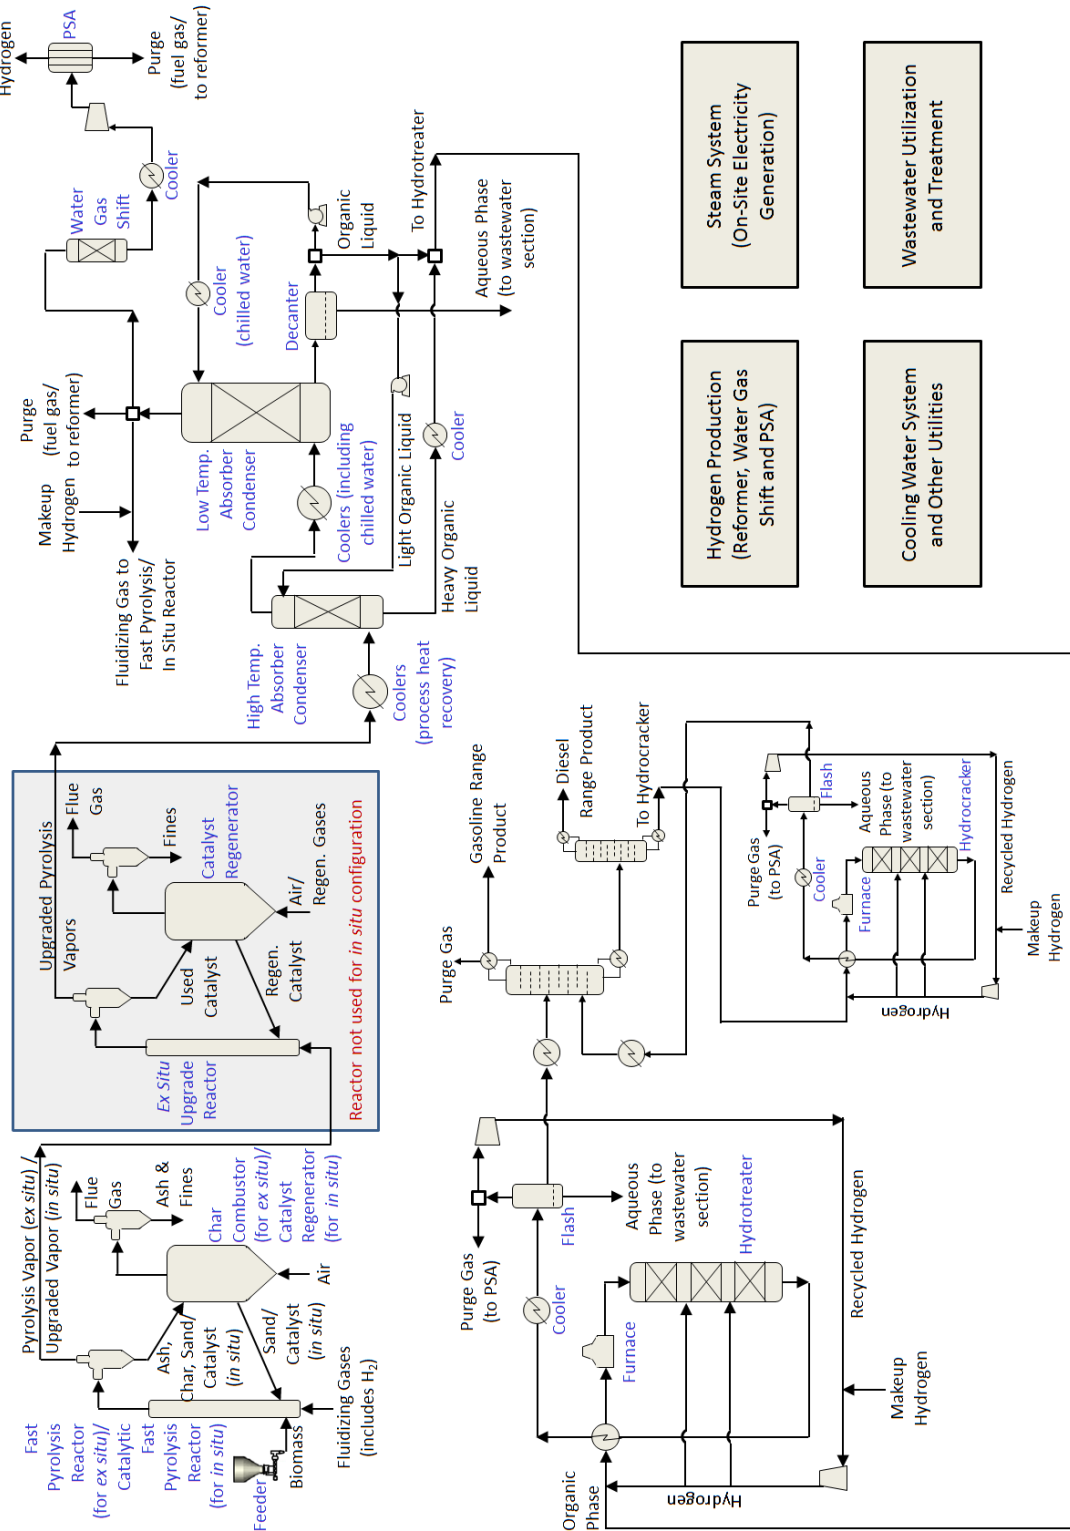 Fast
Pyrolysis
Reactor
(for ex situ)/
Catalytic
Fast
Pyrolysis
Reactor
(for in situ)
Feeder
Biomass
Fluidizing Gases
(includes H2)
Pyrolysis Vapor (ex situ) /
Upgraded Vapor (in situ)
Ash,
Char, Sand/
Catalyst
(in situ)
Sand/
Catalyst
(in situ)
Air
Flue
Gas
Ash &
Fines
Char
Combustor
(for ex situ)/
Catalyst
Regenerator
(for in situ)
Ex Situ
Upgrade
Reactor
Upgraded Pyrolysis
Vapors
Used
Catalyst
Regen.
Catalyst
Air/
Regen. Gases
Flue
Gas
Fines
Catalyst
Regenerator
Reactor not used for in situ configuration
Coolers
(process heat
recovery)
High Temp.
Absorber
Condenser
Heavy Organic
Liquid
Light Organic Liquid
Coolers (including
chilled water)
Cooler
Low Temp.
Absorber
Condenser
Fluidizing Gas to
Fast Pyrolysis/
In Situ Reactor
Makeup
Hydrogen
Purge
(fuel gas/
to reformer)
Cooler
(chilled water)
Decanter
Organic
Liquid
To Hydrotreater
Aqueous Phase
(to wastewater
section)
Water
Gas
Shift
Cooler
Hydrogen
PSA
Purge
(fuel gas/
to reformer)
Organic
Phase
Hydrogen
Furnace
Cooler
Hydrotreater
Flash
Purge Gas
(to PSA)
Aqueous
Phase (to
wastewater
section)
Makeup
Hydrogen
Recycled Hydrogen
Purge Gas
Gasoline Range
Product
Diesel
Range Product
To Hydrocracker
Hydrogen
Furnace
Cooler
Purge Gas
(to PSA)
Flash
Aqueous
Phase (to
wastewater
section)
Hydrocracker
Recycled Hydrogen
Makeup
Hydrogen
Hydrogen Production
(Reformer, Water Gas
Shift and PSA)
Steam System
(On-Site Electricity
Generation)
Cooling Water System
and Other Utilities
Wastewater Utilization
and Treatment